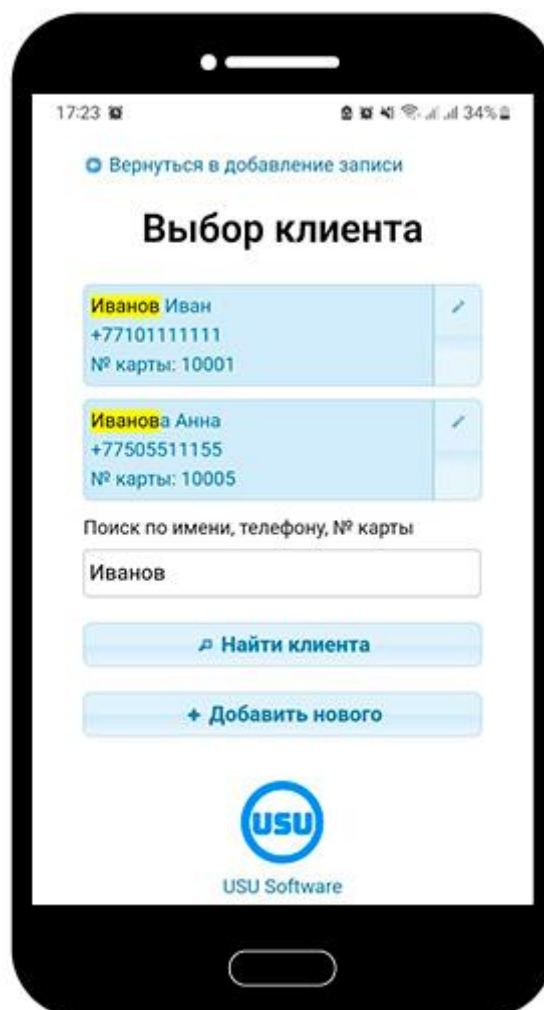 17:23
34%
Вернуться в добавление записи
Выбор клиента
Иванов Иван
+77101111111
№ карты: 10001
Иванова Анна
+77505511155
№ карты: 10005
Поиск по имени, телефону, № карты
Иванов
Найти клиента
+ Добавить нового
USU
USU Software